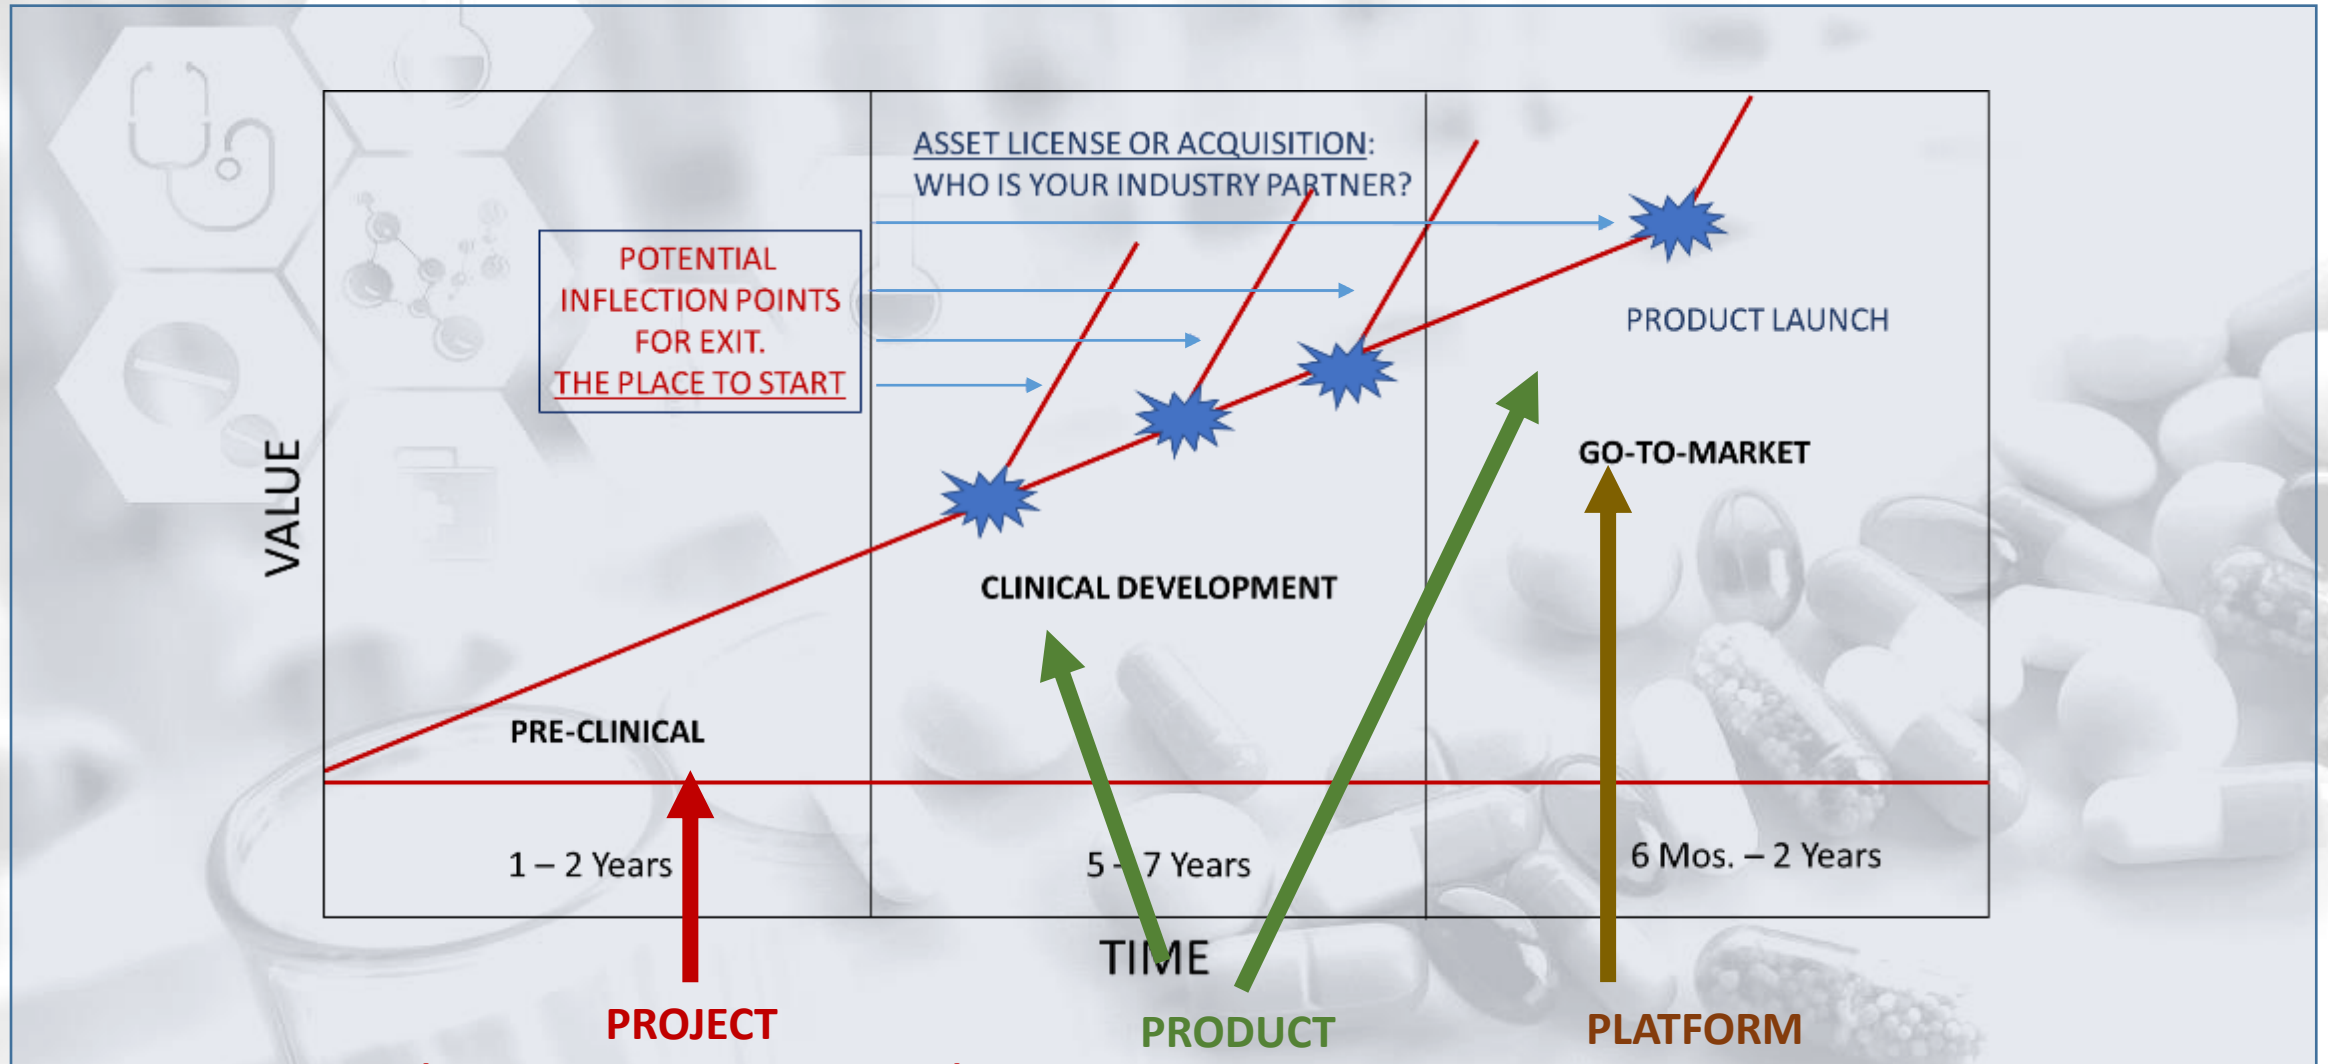 ASSET LICENSE OR ACQUISITION:
WHO IS YOUR INDUSTRY PARTNER?
POTENTIAL
INFLECTION POINTS
FOR EXIT.
THE PLACE TO START
PRODUCT LAUNCH
VALUE
GO-TO-MARKET
CLINICAL DEVELOPMENT
PRE-CLINICAL
1 – 2 Years
5 – 7 Years
6 Mos. – 2 Years
TIME
PROJECT
PRODUCT
PLATFORM